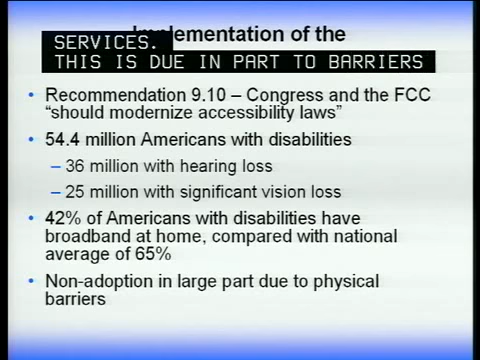 Implementation of the
SERVICES.
THIS IS DUE IN PART TO BARRIERS
• Recommendation 9.10 – Congress and the FCC
“should modernize accessibility laws”
• 54.4 million Americans with disabilities
– 36 million with hearing loss
– 25 million with significant vision loss
• 42% of Americans with disabilities have
broadband at home, compared with national
average of 65%
• Non-adoption in large part due to physical
barriers